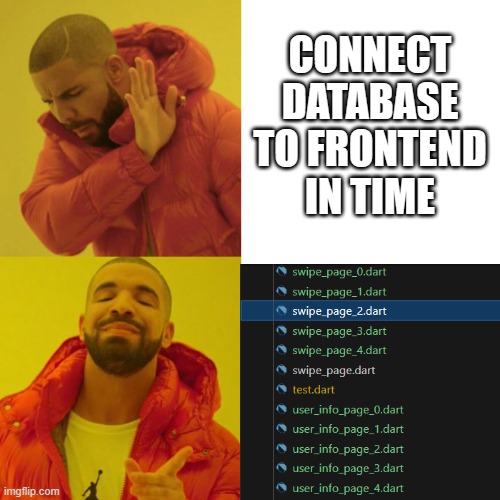 CONNECT
DATABASE
TO FRONTEND
IN TIME
swipe_page_0.dart
swipe_page_1.dart
swipe_page_2.dart
swipe_page_3.dart
swipe_page_4.dart
swipe_page.dart
test.dart
user_info_page_0.dart
user_info_page_1.dart
user_info_page_2.dart
user_info_page_3.dart
user_info_page_4.dart
imgflip.com